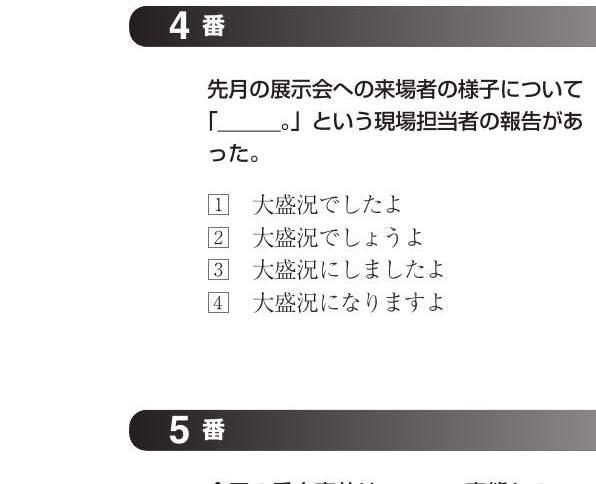 4 番
先月の展示会への来場者の様子について
「_____。」という現場担当者の報告があ
った。
1 大盛況でしたよ
2 大盛況でしょうよ
3 大盛況にしましたよ
4 大盛況になりますよ
5 番